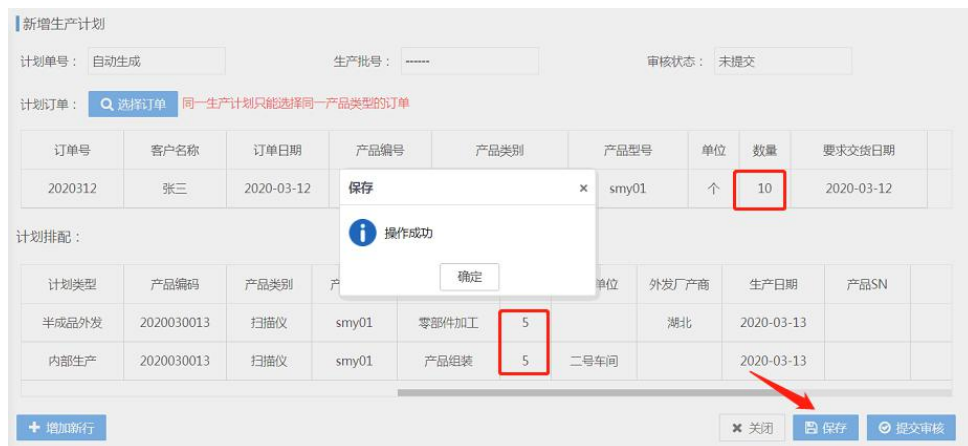 新增生产计划
计划单号： 自动生成 生产批号： ------ 审核状态： 未提交
计划订单： 选择订单 同一生产计划只能选择同一产品类型的订单
订单号 客户名称 订单日期 产品编号 产品类别 产品型号 单位 数量 要求交货日期
2020312 张三 2020-03-12 smy01 个 10 2020-03-12
保存 ×
操作成功
确定
计划排配：
计划类型 产品编码 产品类别 单位 外发厂产商 生产日期 产品SN
半成品外发 2020030013 扫描仪 smy01 零部件加工 5 湖北 2020-03-13
内部生产 2020030013 扫描仪 smy01 产品组装 5 二号车间 2020-03-13
增加新行 关闭 保存 提交审核